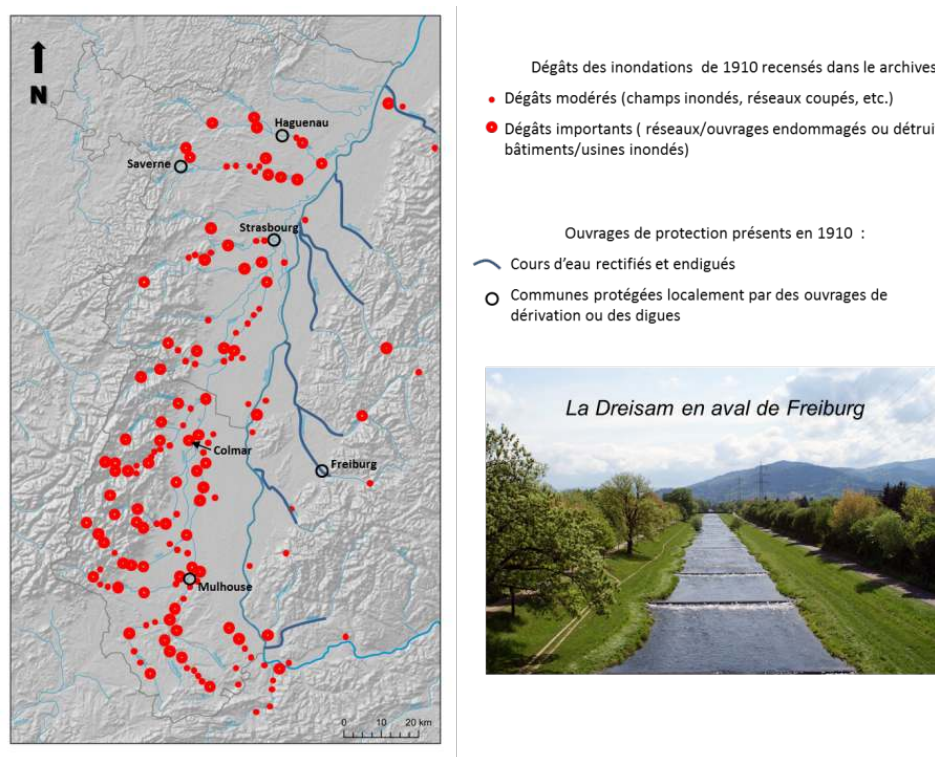 N
Haguenau
Saverne
Strasbourg
Colmar
Freiburg
Mulhouse
0 10 20 km
Dégâts des inondations de 1910 recensés dans le archives
Dégâts modérés (champs inondés, réseaux coupés, etc.)
Dégâts importants ( réseaux/ouvrages endommagés ou détrui
bâtiments/usines inondés)
Ouvrages de protection présents en 1910 :
Cours d'eau rectifiés et endigués
Communes protégées localement par des ouvrages de
dérivation ou des digues
La Dreisam en aval de Freiburg